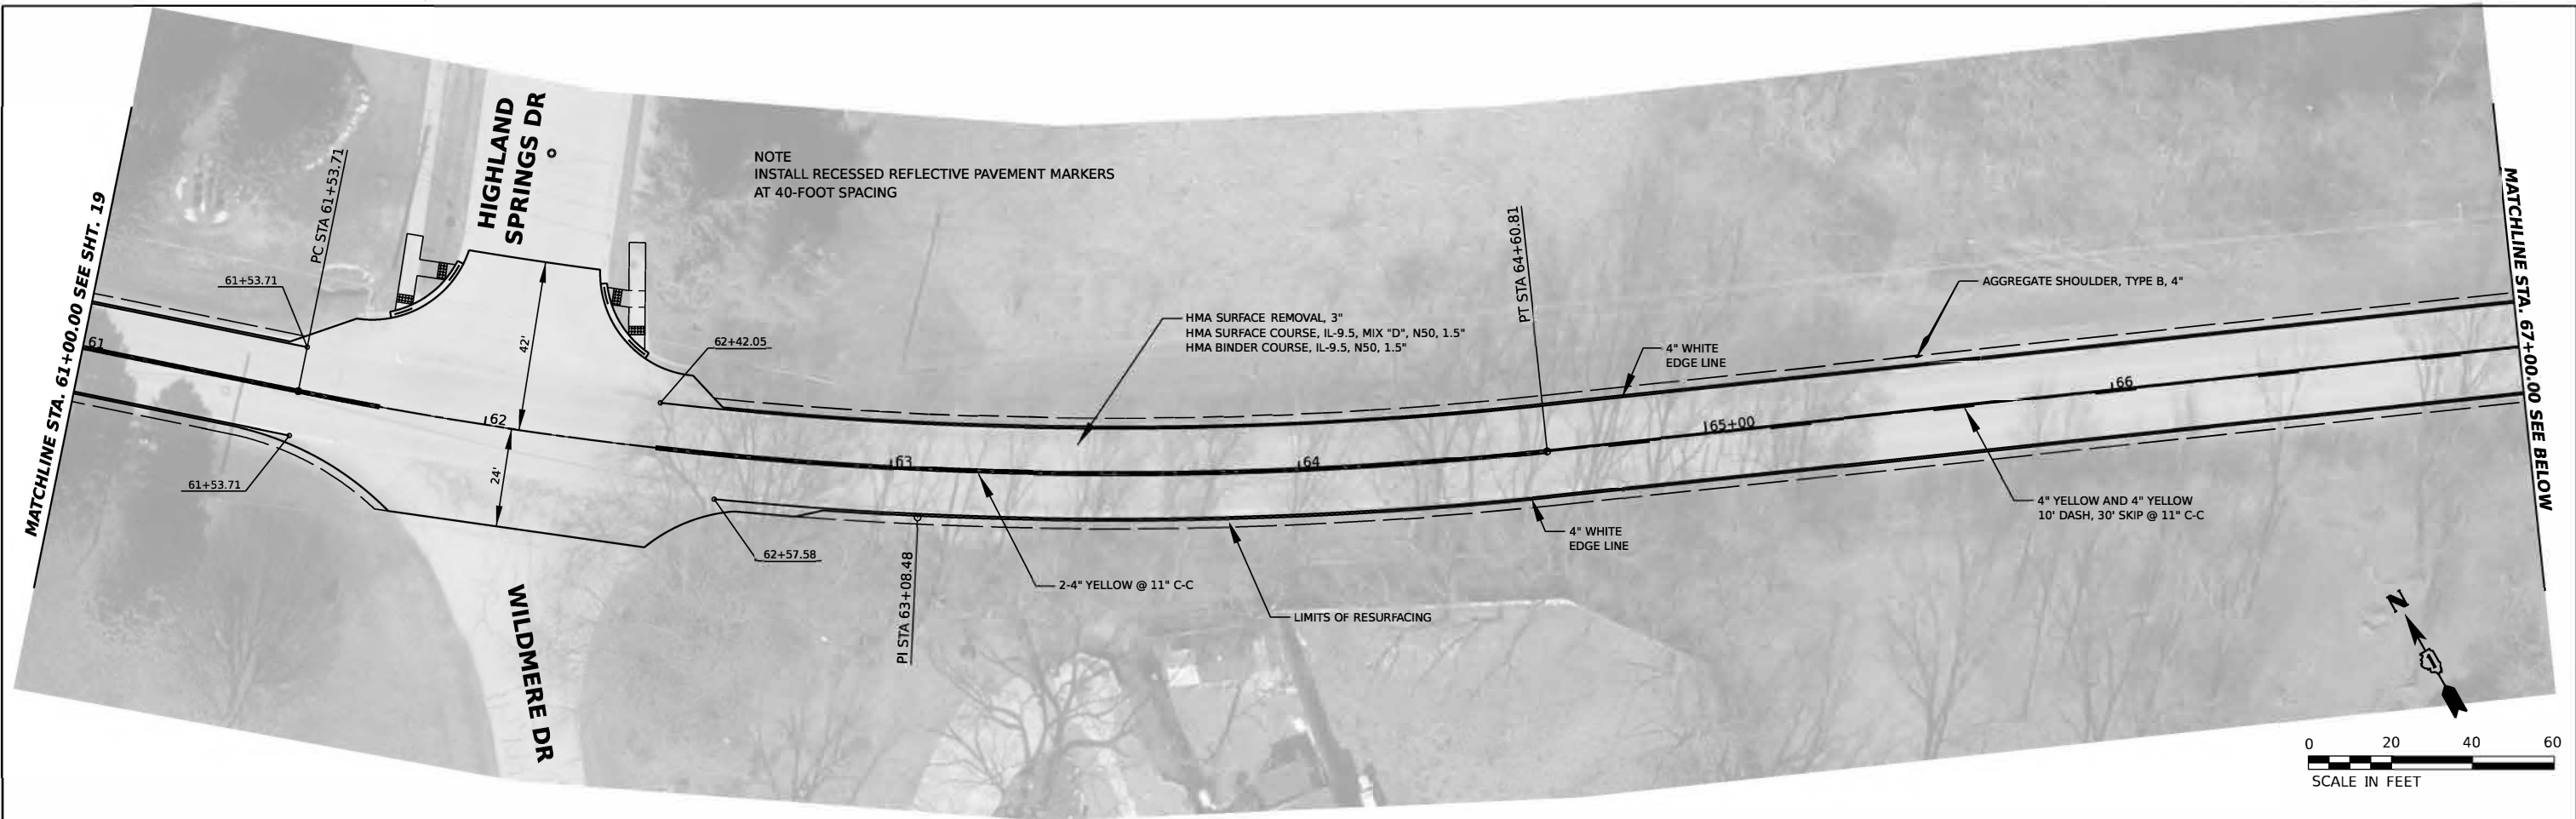 MATCHLINE STA. 61+00.00 SEE SHT. 19
61
61+53.71
PC STA 61+53.71
61+53.71
HIGHLAND
SPRINGS DR
42'
62
24'
WILDMERE DR
NOTE
INSTALL RECESSED REFLECTIVE PAVEMENT MARKERS
AT 40-FOOT SPACING
62+42.05
62+57.58
63
PI STA 63+08.48
HMA SURFACE REMOVAL, 3"
HMA SURFACE COURSE, IL-9.5, MIX "D", N50, 1.5"
HMA BINDER COURSE, IL-9.5, N50, 1.5"
2-4" YELLOW @ 11" C-C
64
LIMITS OF RESURFACING
PT STA 64+60.81
4" WHITE
EDGE LINE
4" WHITE
EDGE LINE
65+00
AGGREGATE SHOULDER, TYPE B, 4"
66
4" YELLOW AND 4" YELLOW
10' DASH, 30' SKIP @ 11" C-C
MATCHLINE STA. 67+00.00 SEE BELOW
N
1
0 20 40 60
SCALE IN FEET